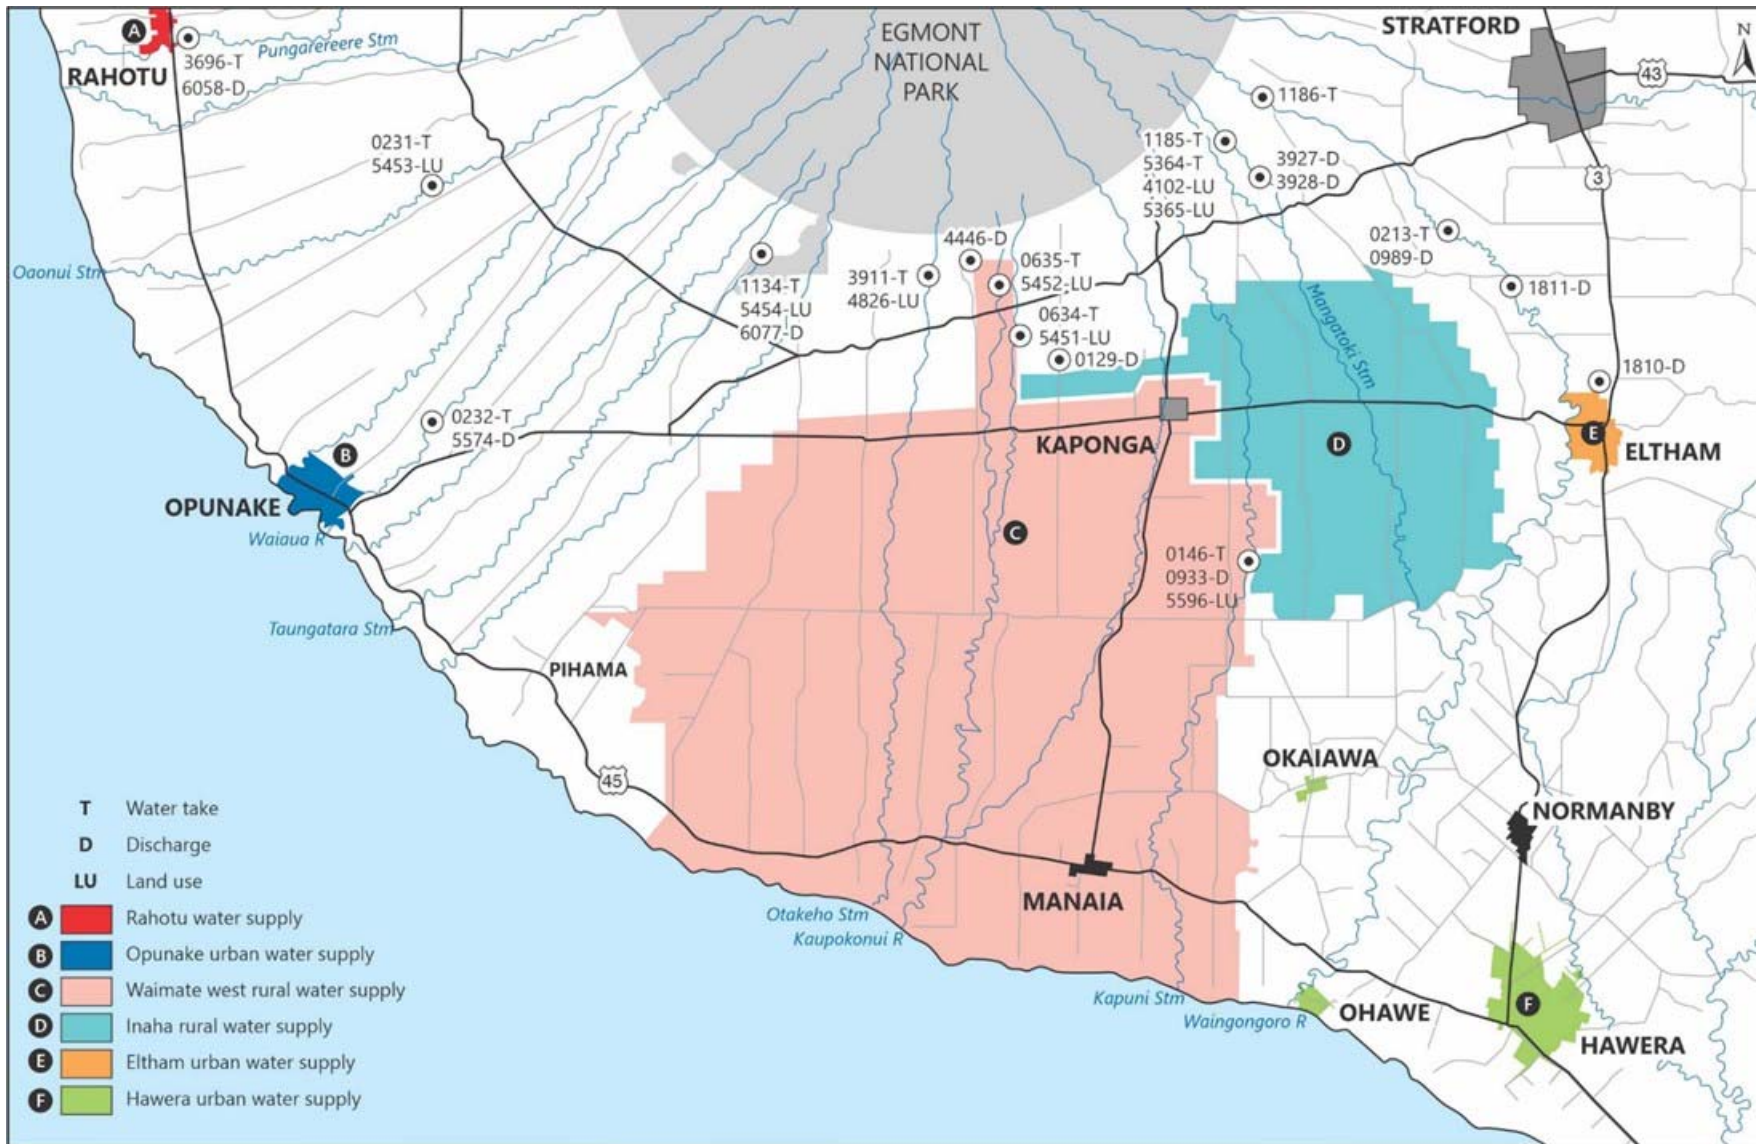 A
RAHOTU
3696-T
6058-D
Pungarereere Stm
EGMONT
NATIONAL
PARK
STRATFORD
N
43
3
1186-T
0231-T
5453-LU
1185-T
5364-T
4102-LU
5365-LU
3927-D
3928-D
0213-T
0989-D
1811-D
Oaonui Stm
4446-D
1134-T
5454-LU
6077-D
3911-T
4826-LU
0635-T
5452-LU
0634-T
5451-LU
0129-D
Mangatoki Stm
1810-D
0232-T
5574-D
B
OPUNAKE
Waiaua R
KAPONGA
D
E
ELTHAM
C
0146-T
0933-D
5596-LU
Taungatara Stm
PIHAMA
45
OKAIAWA
NORMANBY
MANAIA
Otakeho Stm
Kaupokonui R
Kapuni Stm
Waingongoro R
OHAWE
F
HAWERA
T Water take
D Discharge
LU Land use
A Rahotu water supply
B Opunake urban water supply
C Waimate west rural water supply
D Inaha rural water supply
E Eltham urban water supply
F Hawera urban water supply